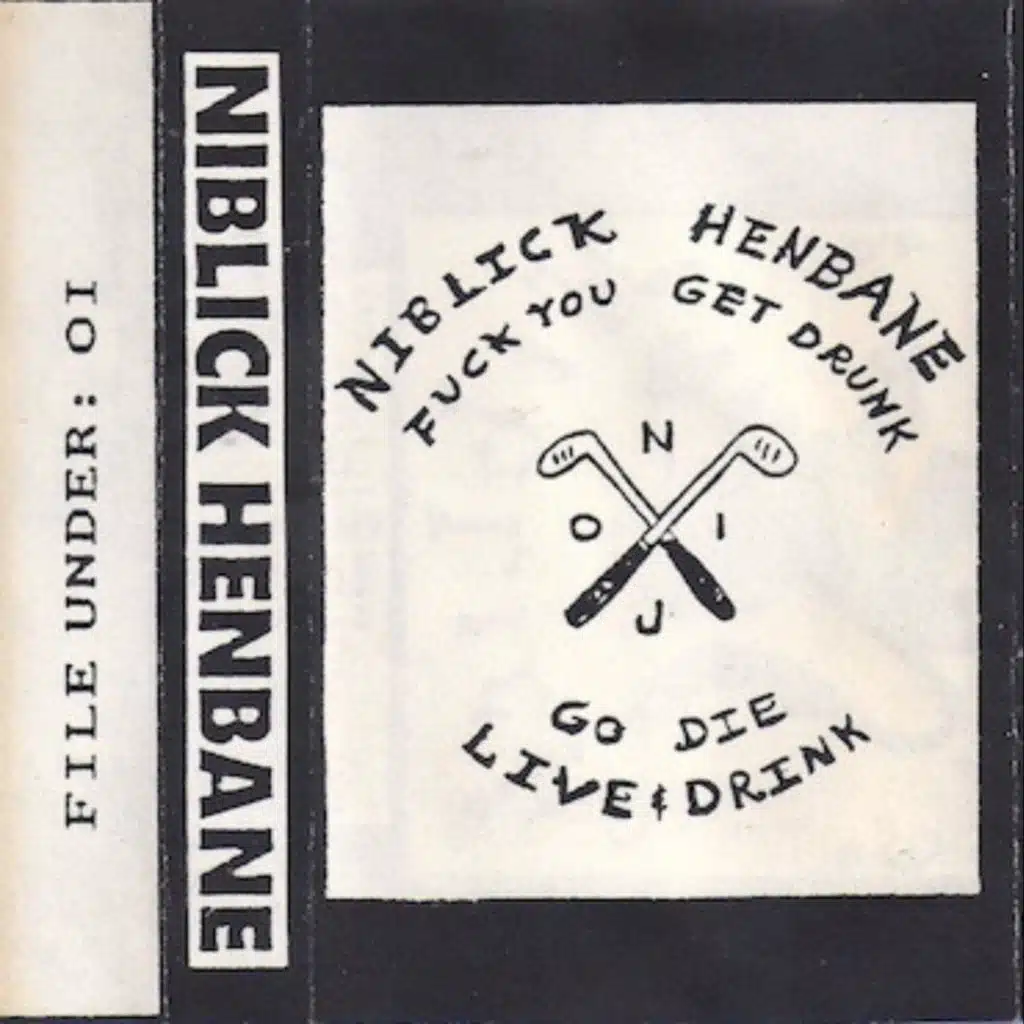 FILE UNDER: OI
NIBLICK HENBANE
NIBLICK HENBANE
FUCK YOU GET DRUNK
N
O I
J
GO DIE
LIVE & DRINK